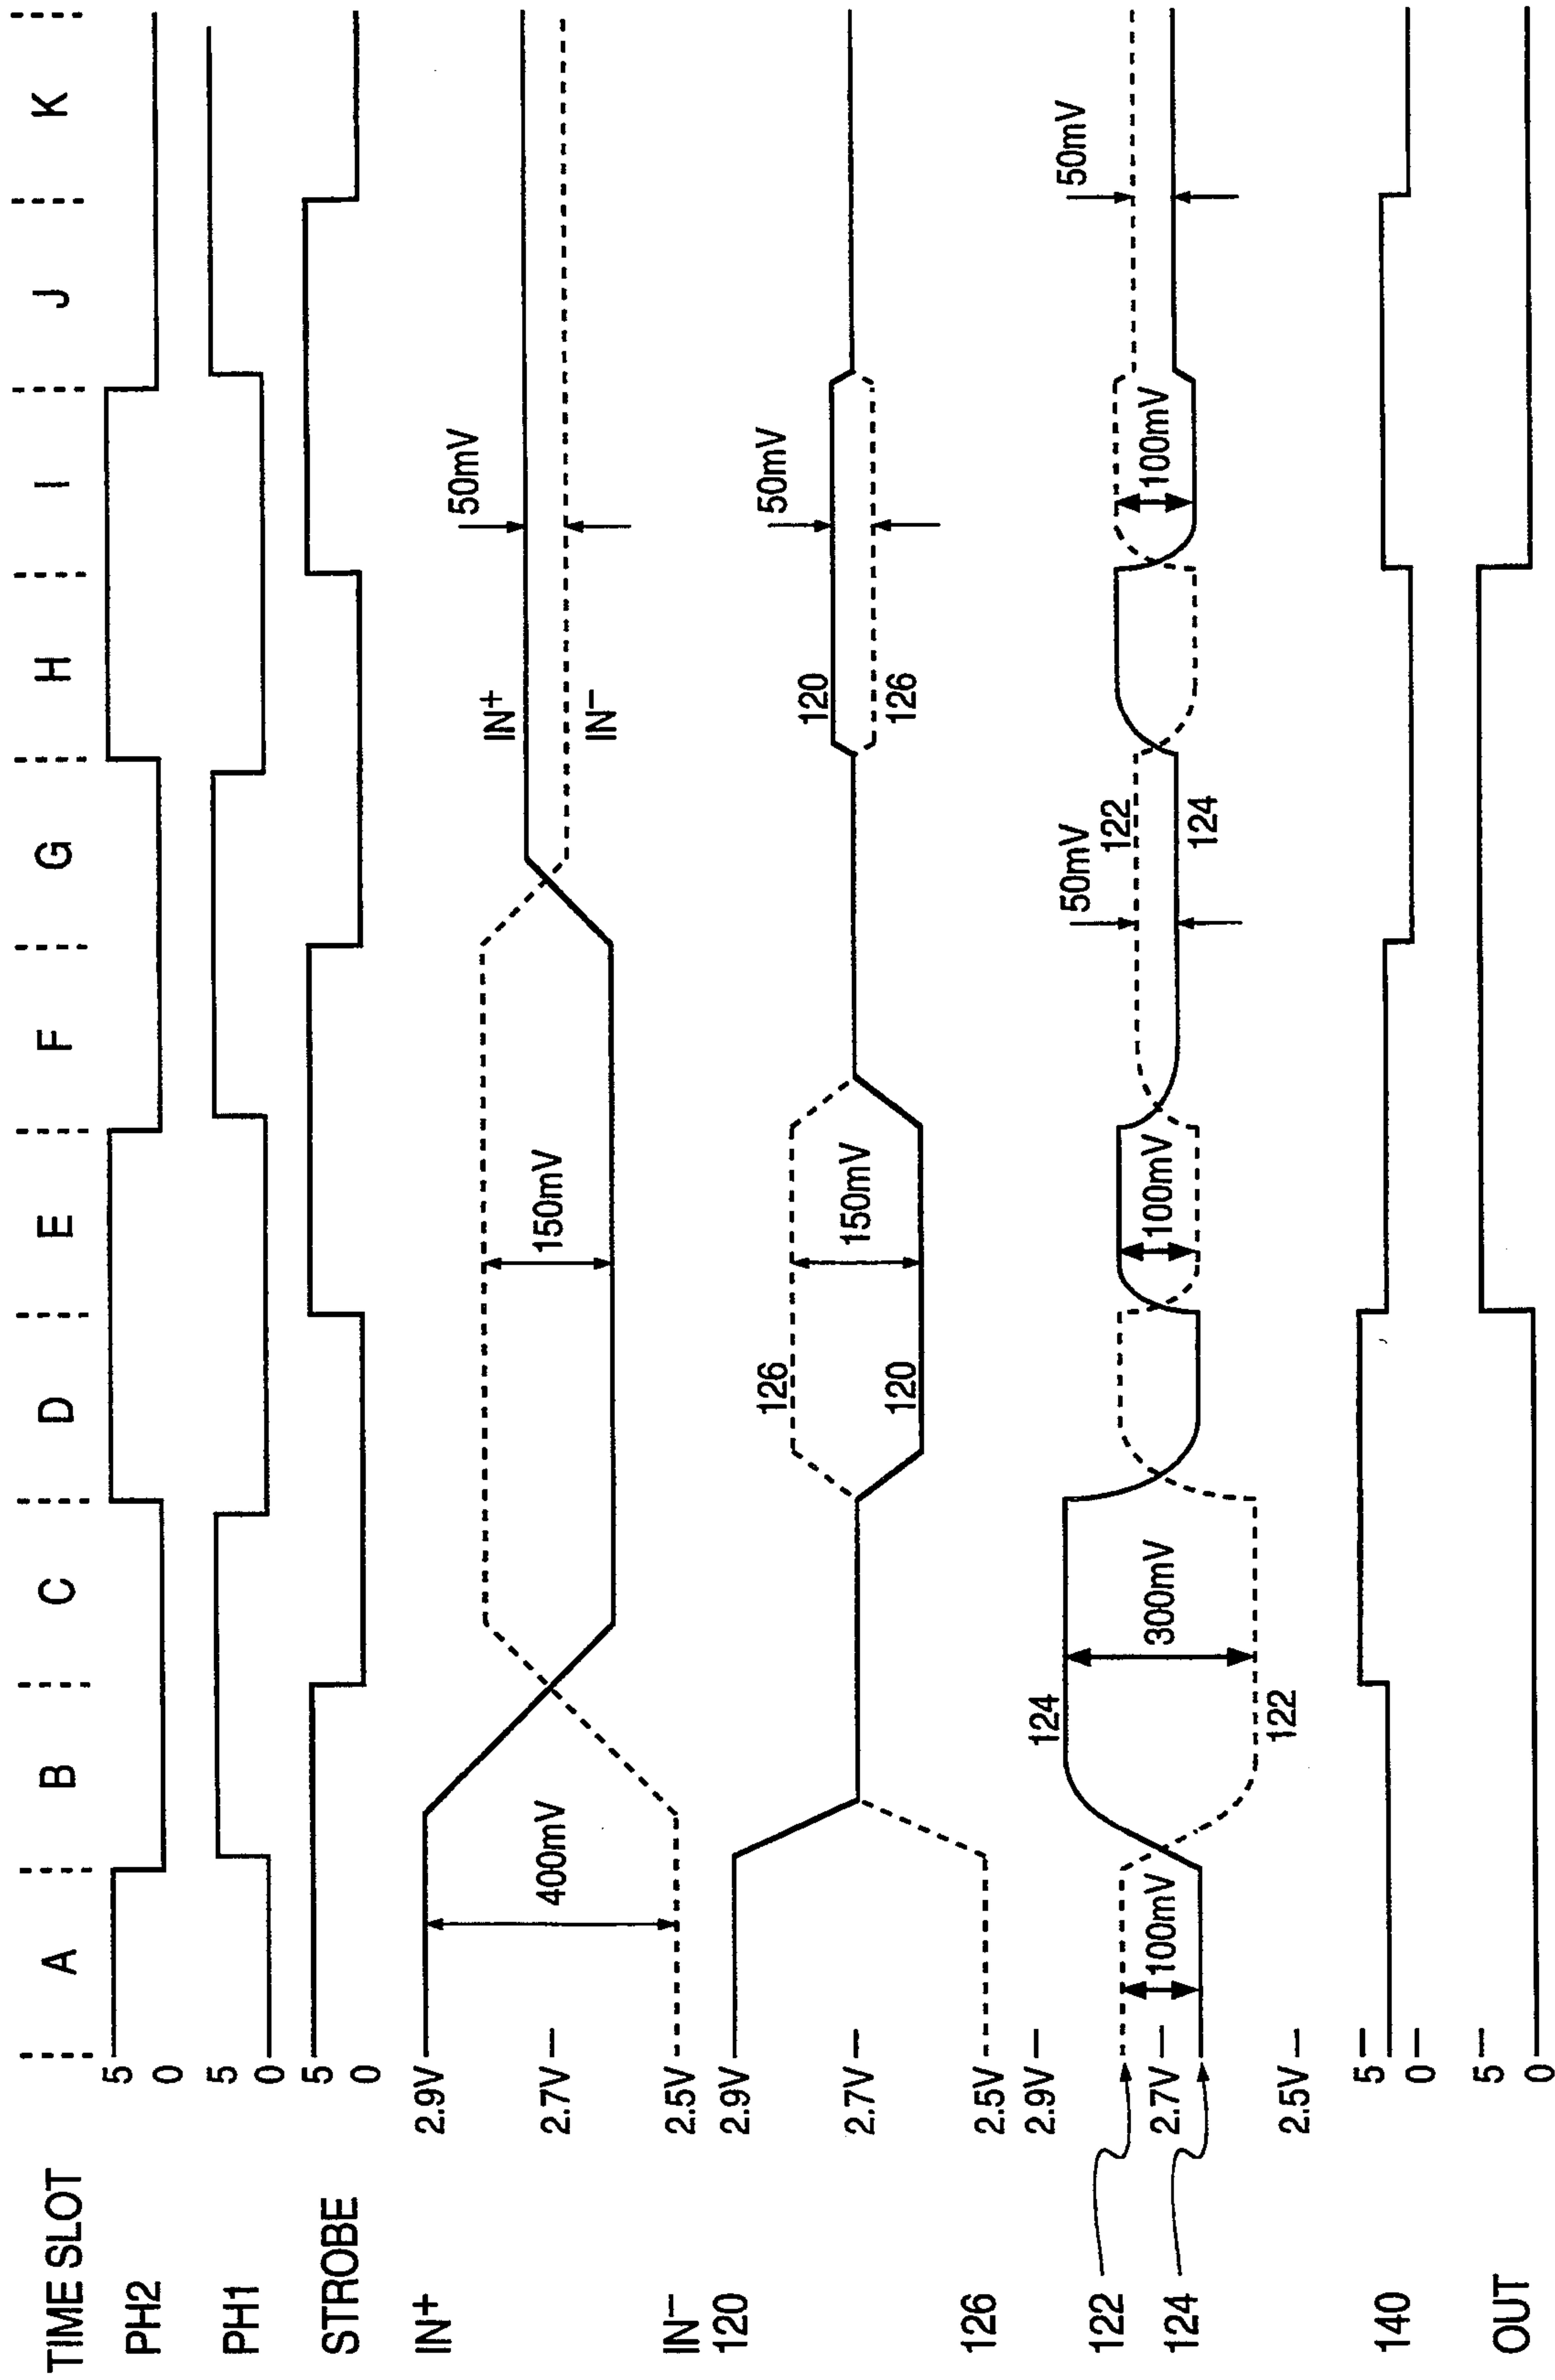 TIME SLOT A B C D E F G H I J K
PH2 5 0
PH1 5 0
STROBE 5 0
IN+ 2.9V 2.7V 2.5V IN−
400mV 150mV IN+ IN− 50mV
120 2.9V 2.7V 2.5V 126
126 120 150mV 120 126 50mV
122 124 2.9V 2.7V 2.5V
100mV 124 122 300mV 100mV 50mV 122 124 100mV 50mV
140 5 0
OUT 5 0